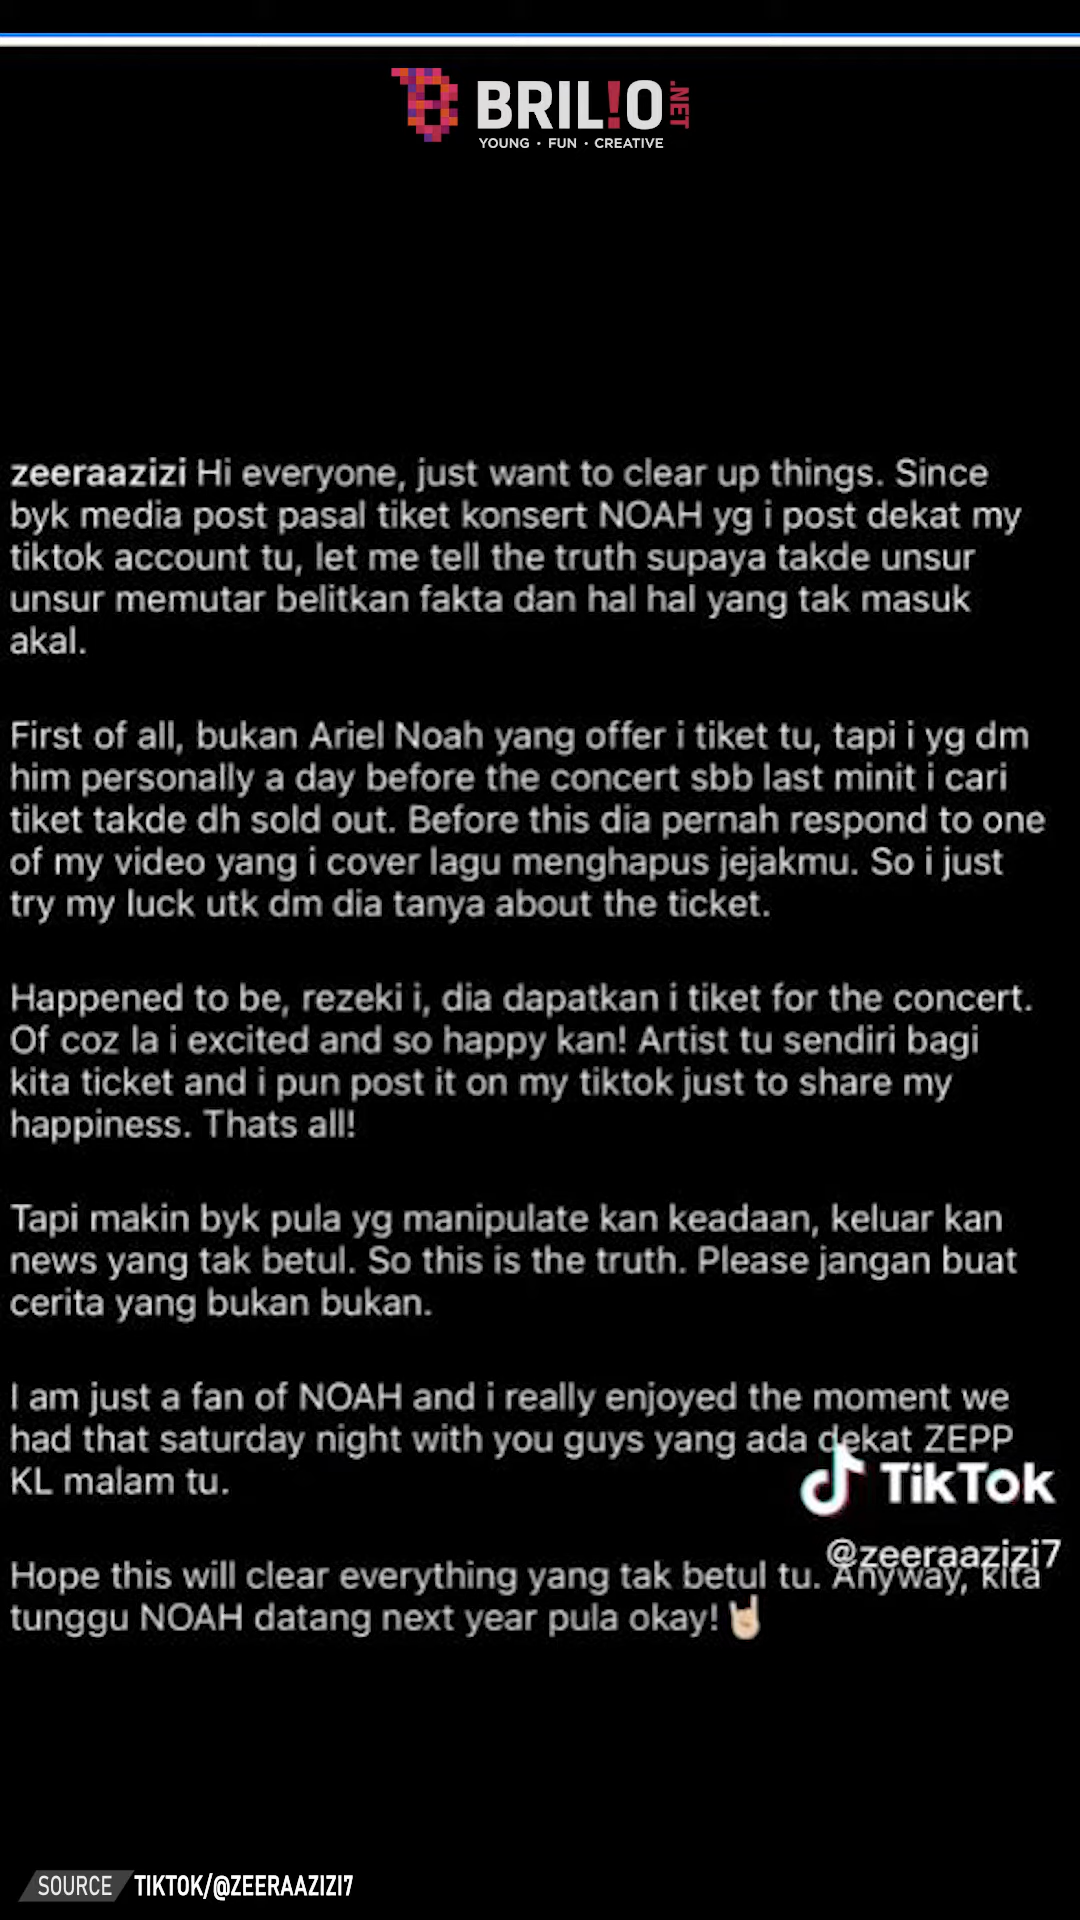 BRIL!O.NET
YOUNG · FUN · CREATIVE
zeeraazizi Hi everyone, just want to clear up things. Since
byk media post pasal tiket konsert NOAH yg i post dekat my
tiktok account tu, let me tell the truth supaya takde unsur
unsur memutar belitkan fakta dan hal hal yang tak masuk
akal.
First of all, bukan Ariel Noah yang offer i tiket tu, tapi i yg dm
him personally a day before the concert sbb last minit i cari
tiket takde dh sold out. Before this dia pernah respond to one
of my video yang i cover lagu menghapus jejakmu. So i just
try my luck utk dm dia tanya about the ticket.
Happened to be, rezeki i, dia dapatkan i tiket for the concert.
Of coz la i excited and so happy kan! Artist tu sendiri bagi
kita ticket and i pun post it on my tiktok just to share my
happiness. Thats all!
Tapi makin byk pula yg manipulate kan keadaan, keluar kan
news yang tak betul. So this is the truth. Please jangan buat
cerita yang bukan bukan.
I am just a fan of NOAH and i really enjoyed the moment we
had that saturday night with you guys yang ada dekat ZEPP
KL malam tu.
TikTok
@zeeraazizi7
Hope this will clear everything yang tak betul tu. Anyway, kita
tunggu NOAH datang next year pula okay!🤘🏻
SOURCE TIKTOK/@ZEERAAZIZI7